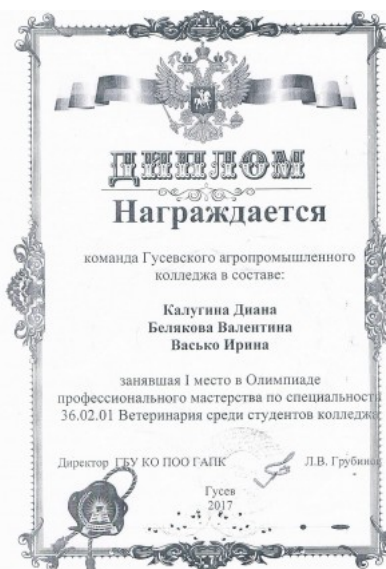 ДИПЛОМ
Награждается
команда Гусевского агропромышленного
колледжа в составе:
Калугина Диана
Белякова Валентина
Васько Ирина
занявшая I место в Олимпиаде
профессионального мастерства по специальности
36.02.01 Ветеринария среди студентов колледжа
Директор ГБУ КО ПОО ГАПК Л.В. Грубинов
Гусев
2017